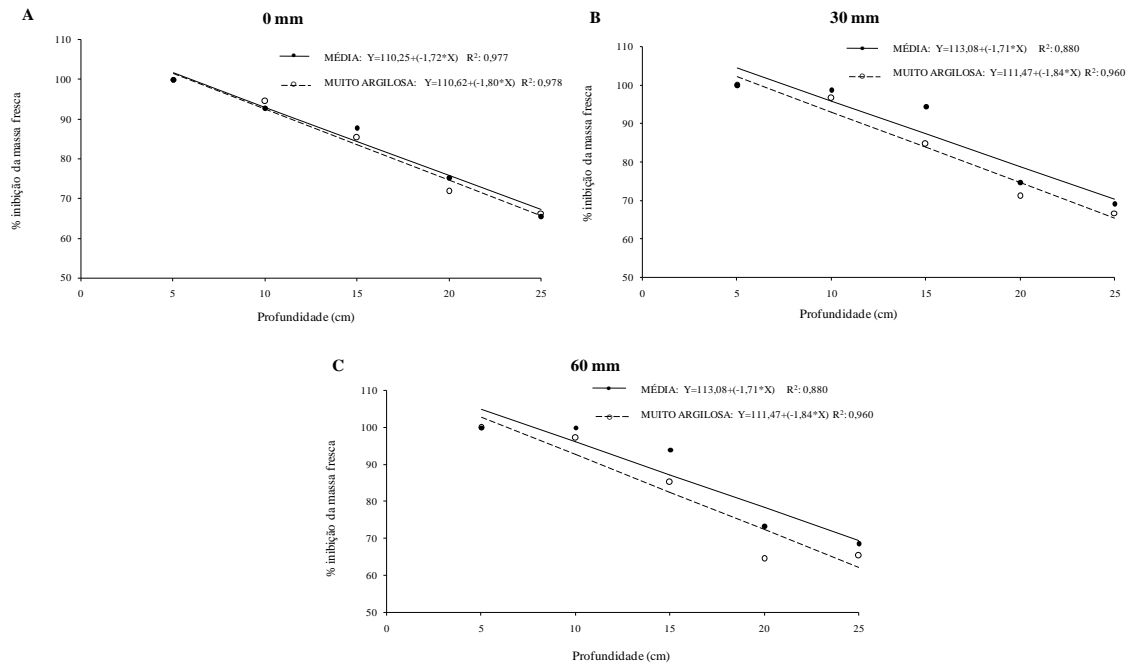 A
0 mm
MÉDIA: Y=110,25+(-1,72*X) R²: 0,977
MUITO ARGILOSA: Y=110,62+(-1,80*X) R²: 0,978
% inibição da massa fresca
110
100
90
80
70
60
50
0 5 10 15 20 25
Profundidade (cm)
B
30 mm
MÉDIA: Y=113,08+(-1,71*X) R²: 0,880
MUITO ARGILOSA: Y=111,47+(-1,84*X) R²: 0,960
% inibição da massa fresca
110
100
90
80
70
60
50
0 5 10 15 20 25
Profundidade (cm)
C
60 mm
MÉDIA: Y=113,08+(-1,71*X) R²: 0,880
MUITO ARGILOSA: Y=111,47+(-1,84*X) R²: 0,960
% inibição da massa fresca
110
100
90
80
70
60
50
0 5 10 15 20 25
Profundidade (cm)